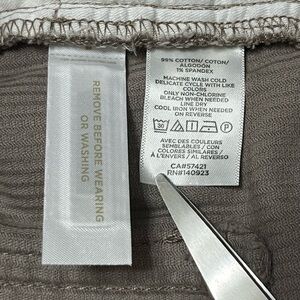 REMOVE BEFORE WEARING
OR WASHING
99% COTTON/ COTON/
ALGODÓN
1% SPANDEX
MACHINE WASH COLD
DELICATE CYCLE WITH LIKE
COLORS
ONLY NON-CHLORINE
BLEACH WHEN NEEDED
LINE DRY
COOL IRON WHEN NEEDED
ON REVERSE
30
P
AVEC DES COULEURS
SEMBLABLES / CON
COLORES SIMILARES /
À L'ENVERS / AL REVERSO
CA#57421
RN#140923